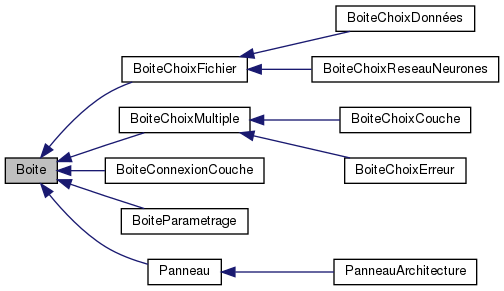 BoiteChoixDonnées
BoiteChoixFichier
BoiteChoixReseauNeurones
BoiteChoixMultiple
BoiteChoixCouche
Boite
BoiteConnexionCouche
BoiteChoixErreur
BoiteParametrage
Panneau
PanneauArchitecture